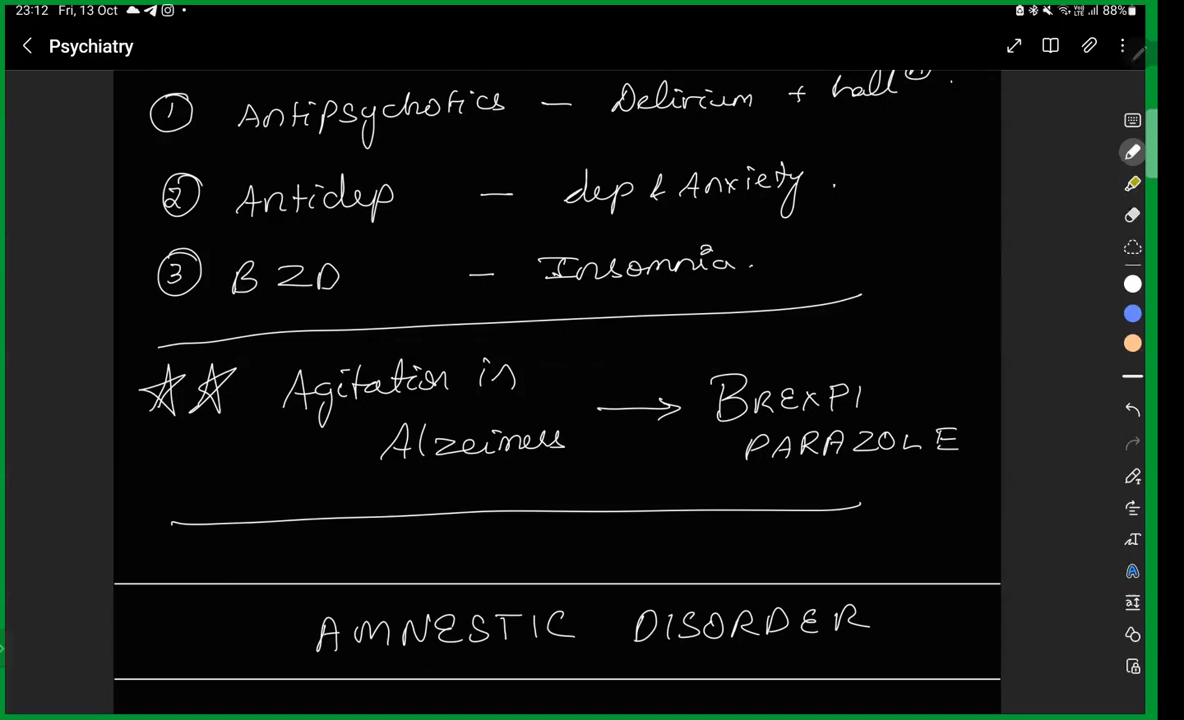 23:12 Fri, 13 Oct 88%
Psychiatry
① Antipsychotics – Delirium + hall⁽ⁿ⁾.
② Antidep – dep & Anxiety.
③ BZD – Insomnia.
Agitation in → BREXPI
Alzeimers PARAZOLE
AMNESTIC DISORDER